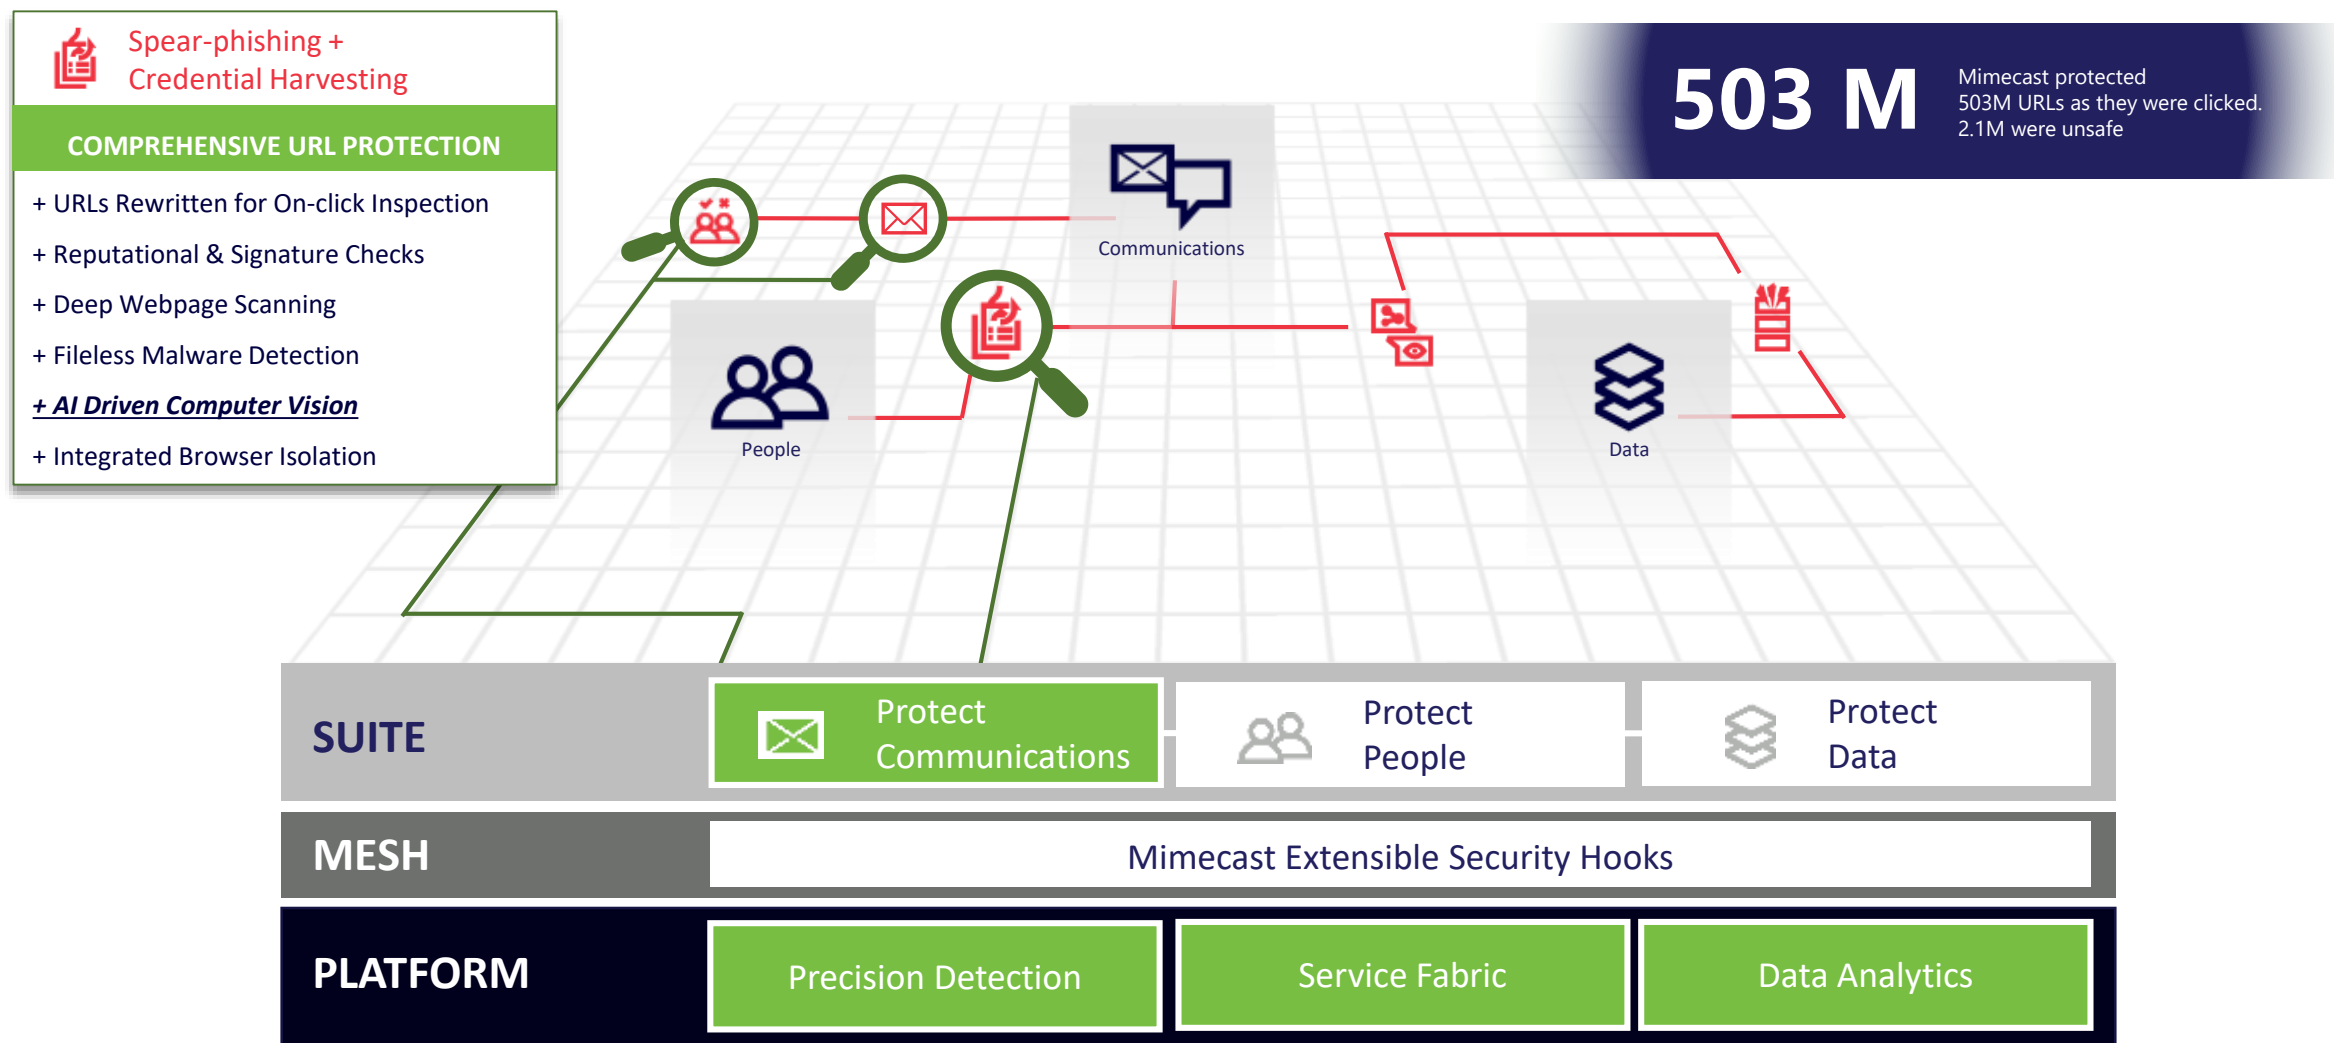 Spear-phishing +
Credential Harvesting
COMPREHENSIVE URL PROTECTION
+ URLs Rewritten for On-click Inspection
+ Reputational & Signature Checks
+ Deep Webpage Scanning
+ Fileless Malware Detection
+ AI Driven Computer Vision
+ Integrated Browser Isolation
503 M
Mimecast protected
503M URLs as they were clicked.
2.1M were unsafe
Communications
People
Data
SUITE
Protect
Communications
Protect
People
Protect
Data
MESH
Mimecast Extensible Security Hooks
PLATFORM
Precision Detection
Service Fabric
Data Analytics